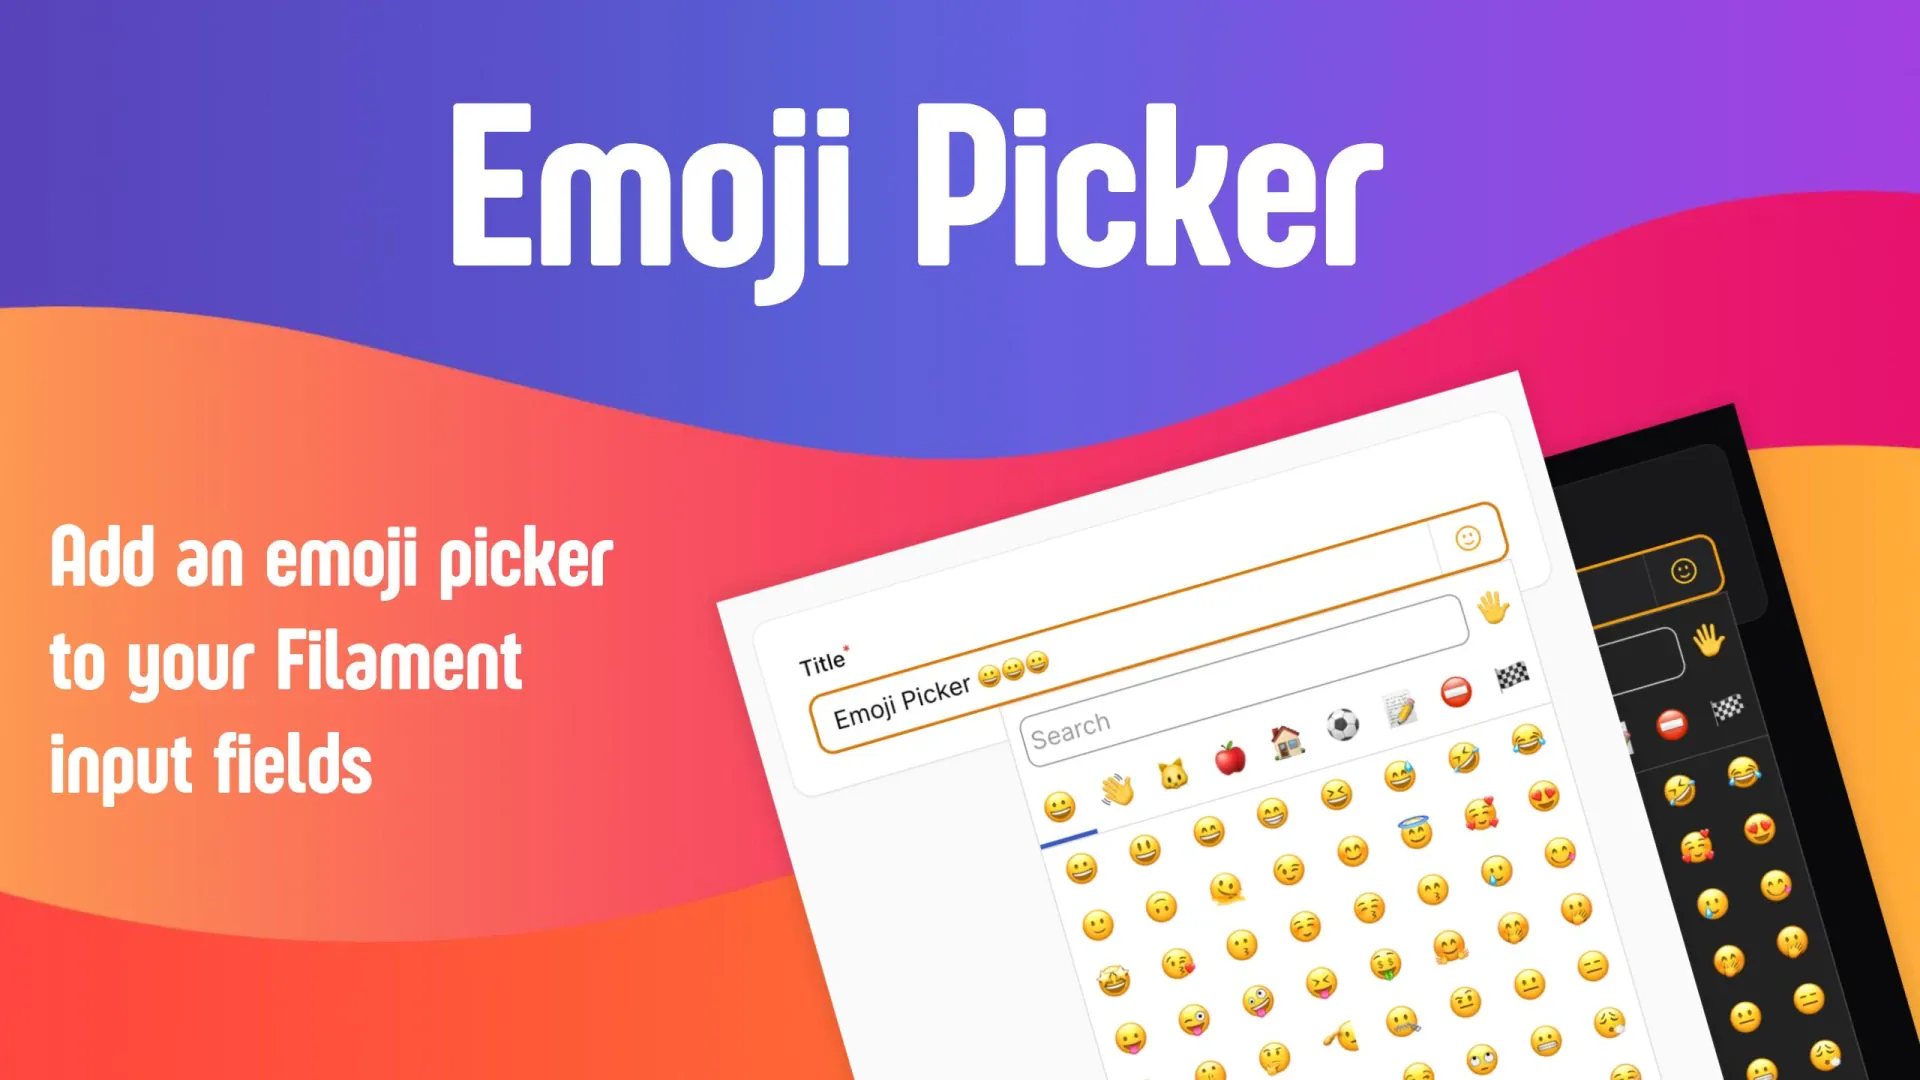 Emoji Picker
Add an emoji picker
to your Filament
input fields
Title*
Emoji Picker 😀😀😀
Search